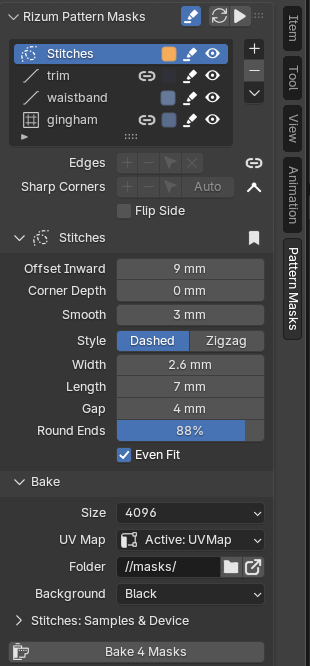 Rizum Pattern Masks
Stitches
trim
waistband
gingham
Edges
Sharp Corners Auto
Flip Side
Stitches
Offset Inward 9 mm
Corner Depth 0 mm
Smooth 3 mm
Style Dashed Zigzag
Width 2.6 mm
Length 7 mm
Gap 4 mm
Round Ends 88%
Even Fit
Bake
Size 4096
UV Map Active: UVMap
Folder //masks/
Background Black
Stitches: Samples & Device
Bake 4 Masks
Item
Tool
View
Animation
Pattern Masks